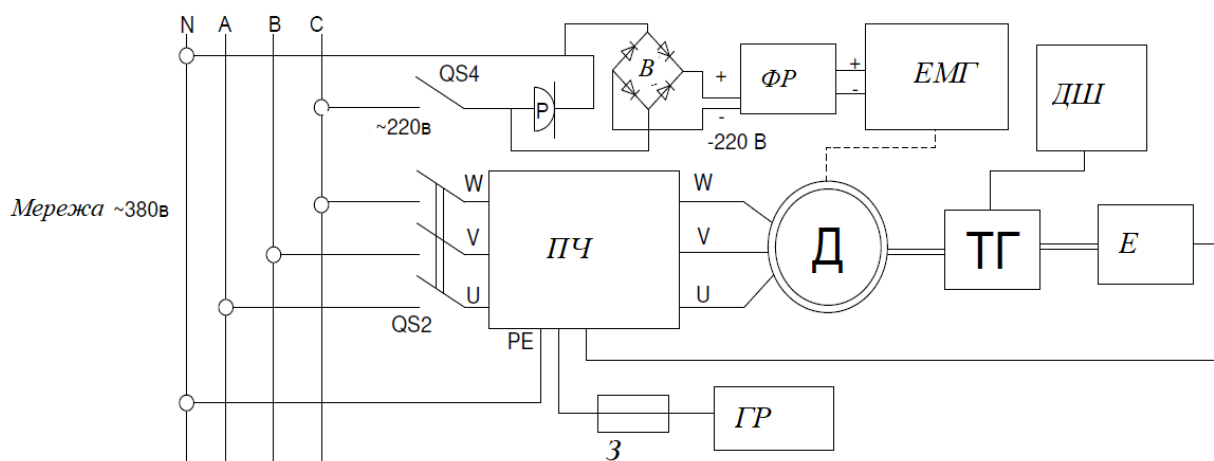 N A B C
QS4
P
~220в
В
+
-
-220 В
ФР
+
-
ЕМГ
ДШ
Мережа ~380в
W
V
U
QS2
ПЧ
PE
W
V
U
Д
ТГ
Е
З
ГР